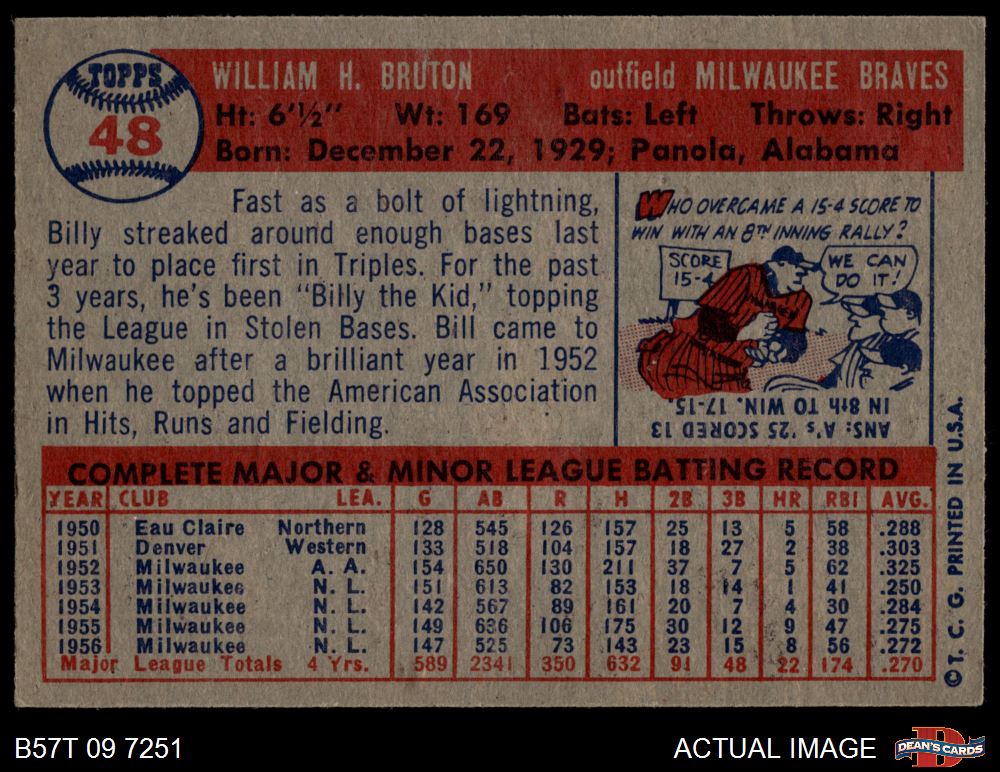 TOPPS
48
WILLIAM H. BRUTON outfield MILWAUKEE BRAVES
Ht: 6'½" Wt: 169 Bats: Left Throws: Right
Born: December 22, 1929; Panola, Alabama
Fast as a bolt of lightning,
Billy streaked around enough bases last
year to place first in Triples. For the past
3 years, he's been "Billy the Kid," topping
the League in Stolen Bases. Bill came to
Milwaukee after a brilliant year in 1952
when he topped the American Association
in Hits, Runs and Fielding.
WHO OVERCAME A 15-4 SCORE TO
WIN WITH AN 8TH INNING RALLY?
SCORE
15-4
WE CAN
DO IT!
ANS: A's '25 SCORED 13
IN 8th TO WIN. 17-15.
COMPLETE MAJOR & MINOR LEAGUE BATTING RECORD
YEAR CLUB LEA. G AB R H 2B 3B HR RBI AVG.
1950 Eau Claire Northern 128 545 126 157 25 13 5 58 .288
1951 Denver Western 133 518 104 157 18 27 2 38 .303
1952 Milwaukee A. A. 154 650 130 211 37 7 5 62 .325
1953 Milwaukee N. L. 151 613 82 153 18 14 1 41 .250
1954 Milwaukee N. L. 142 567 89 161 20 7 4 30 .284
1955 Milwaukee N. L. 149 636 106 175 30 12 9 47 .275
1956 Milwaukee N. L. 147 525 73 143 23 15 8 56 .272
Major League Totals 4 Yrs. 589 2341 350 632 91 48 22 174 .270
©T. C. G. PRINTED IN U.S.A.
B57T 09 7251 ACTUAL IMAGE
DEAN'S CARDS